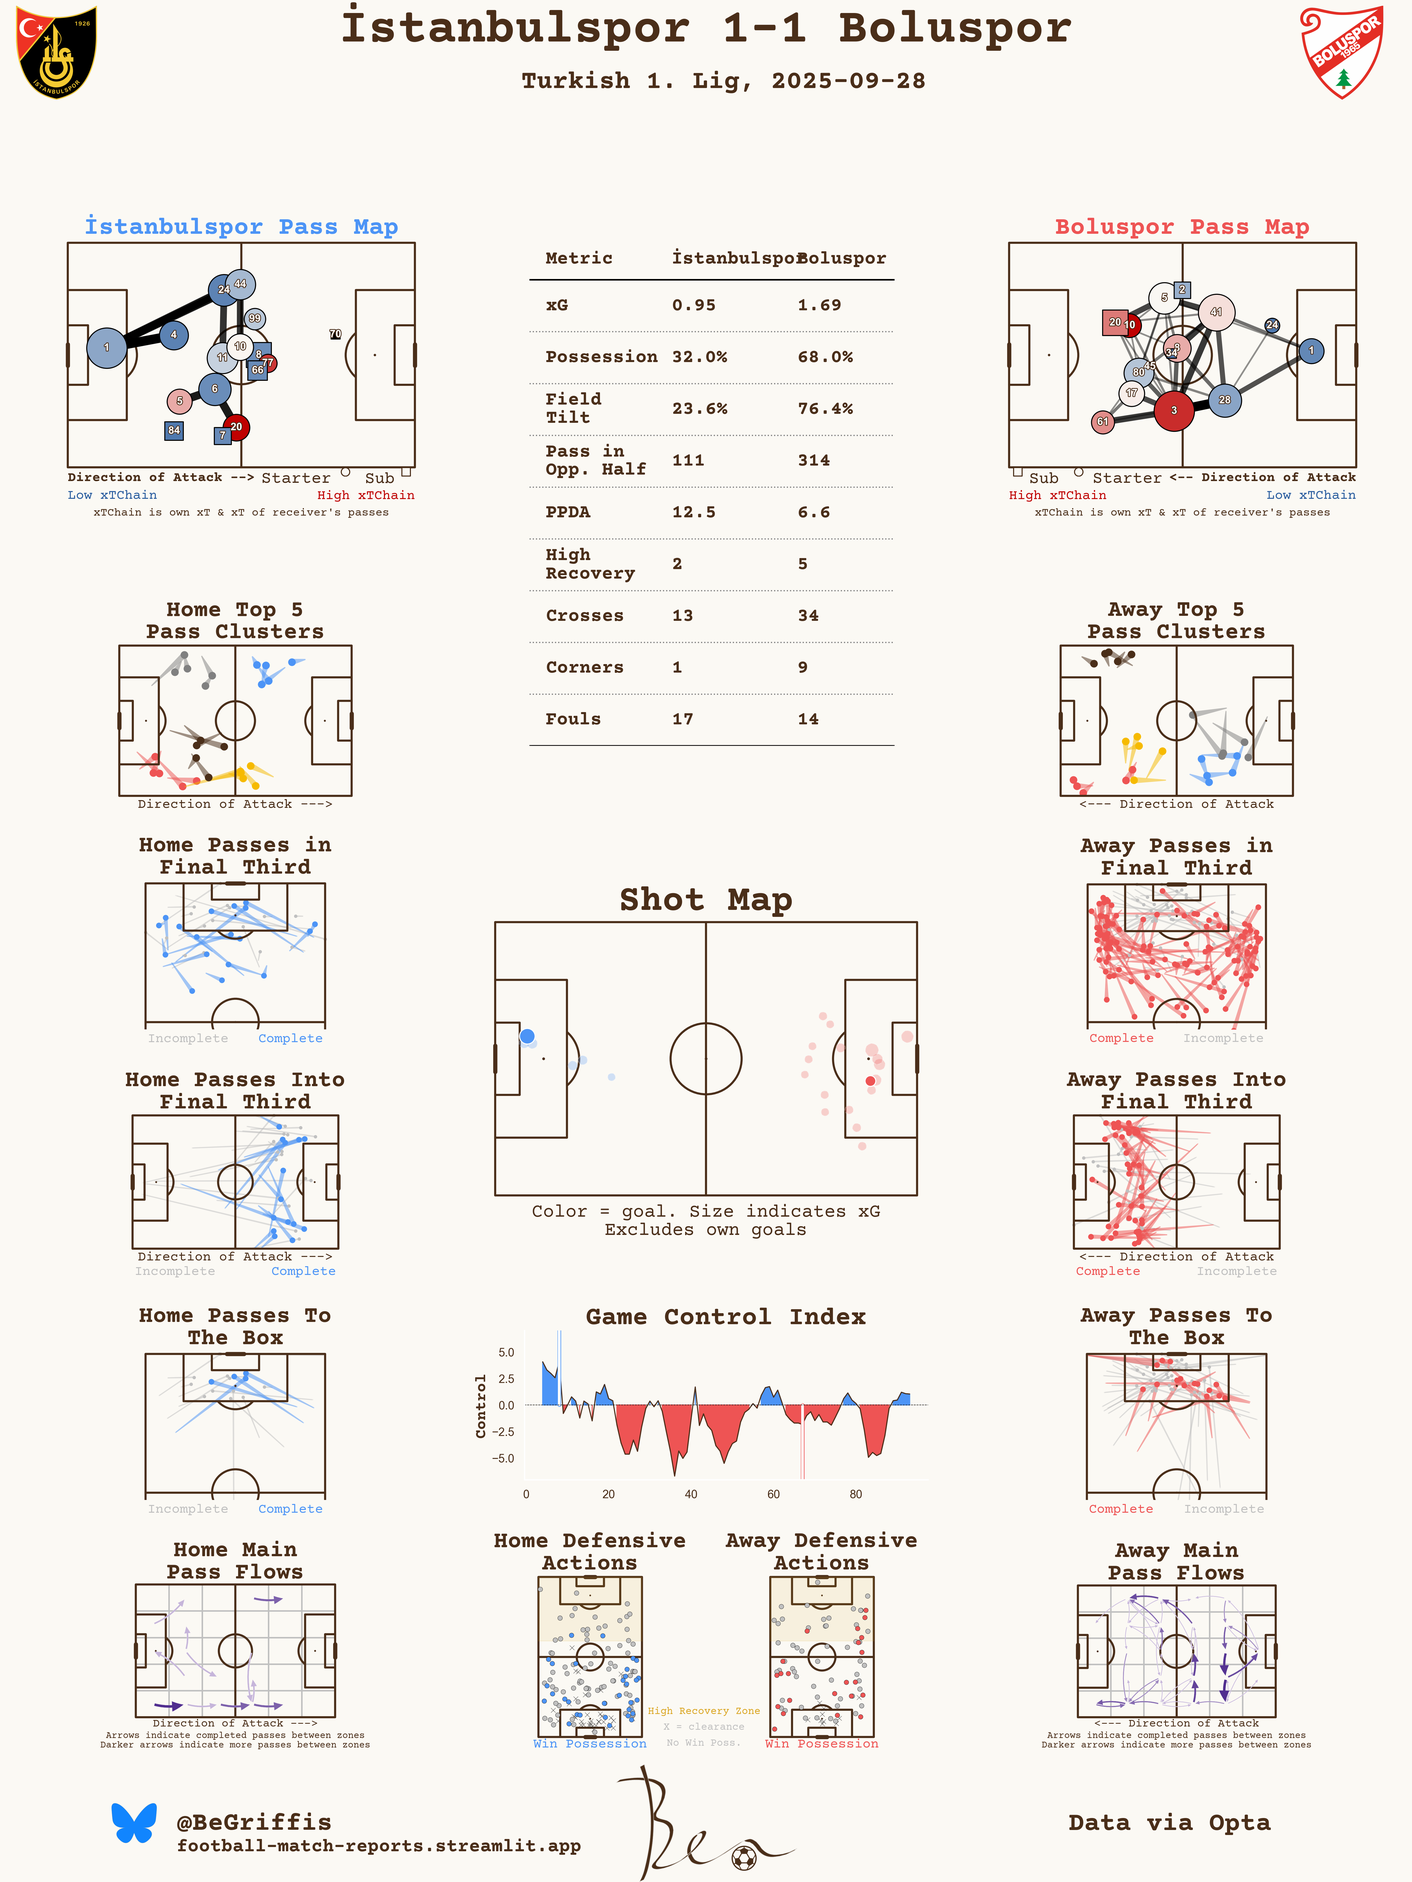 İstanbulspor 1-1 Boluspor
Turkish 1. Lig, 2025-09-28
1926
İSTANBULSPOR
BOLUSPOR
1965
İstanbulspor Pass Map
24
44
99
4
1
10
11
8
77
66
6
5
84
7
20
70
Direction of Attack --> Starter Sub
Low xTChain High xTChain
xTChain is own xT & xT of receiver's passes
Metric İstanbulspor Boluspor
xG 0.95 1.69
Possession 32.0% 68.0%
Field
Tilt 23.6% 76.4%
Pass in
Opp. Half 111 314
PPDA 12.5 6.6
High
Recovery 2 5
Crosses 13 34
Corners 1 9
Fouls 17 14
Boluspor Pass Map
2
5
41
20
10
24
8
34
1
45
80
17
28
3
61
Sub Starter <-- Direction of Attack
High xTChain Low xTChain
xTChain is own xT & xT of receiver's passes
Home Top 5
Pass Clusters
Direction of Attack --->
Away Top 5
Pass Clusters
<--- Direction of Attack
Home Passes in
Final Third
Incomplete Complete
Away Passes in
Final Third
Complete Incomplete
Shot Map
Color = goal. Size indicates xG
Excludes own goals
Home Passes Into
Final Third
Direction of Attack --->
Incomplete Complete
Away Passes Into
Final Third
<--- Direction of Attack
Complete Incomplete
Home Passes To
The Box
Incomplete Complete
Game Control Index
Control
5.0
2.5
0.0
−2.5
−5.0
0 20 40 60 80
Away Passes To
The Box
Complete Incomplete
Home Main
Pass Flows
Direction of Attack --->
Arrows indicate completed passes between zones
Darker arrows indicate more passes between zones
Home Defensive
Actions
Win Possession
High Recovery Zone
X = clearance
No Win Poss.
Away Defensive
Actions
Win Possession
Away Main
Pass Flows
<--- Direction of Attack
Arrows indicate completed passes between zones
Darker arrows indicate more passes between zones
@BeGriffis
football-match-reports.streamlit.app
Ben
Data via Opta